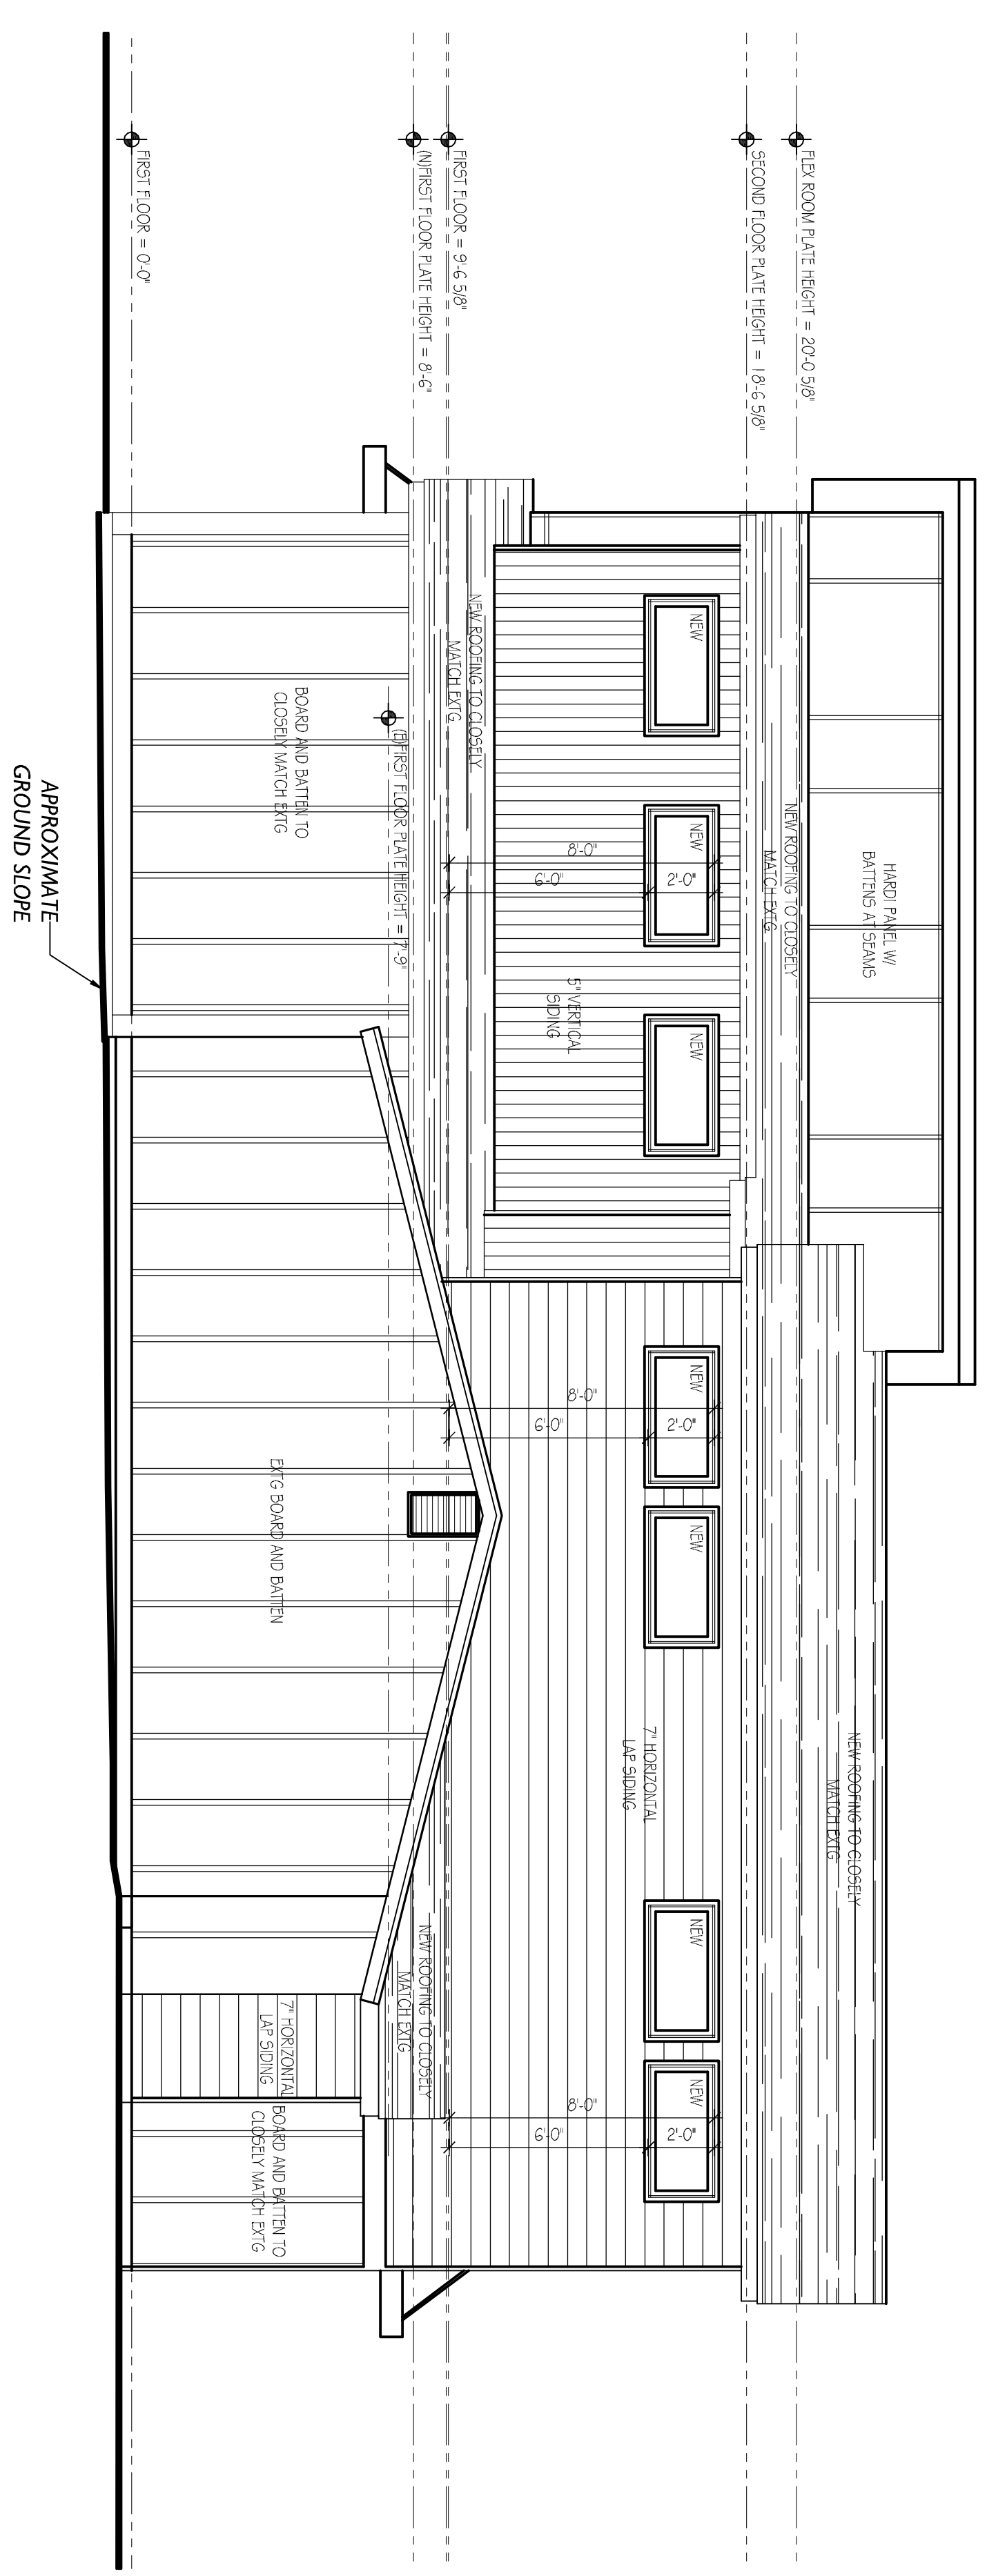 HARDI PANEL W/
BATTENS AT SEAMS
FLEX ROOM PLATE HEIGHT = 20'-0 5/8"
NEW ROOFING TO CLOSELY
MATCH EXTG
NEW ROOFING TO CLOSELY
MATCH EXTG
SECOND FLOOR PLATE HEIGHT = 18'-6 5/8"
NEW
NEW
NEW
NEW
NEW
NEW
NEW
8'-0"
2'-0"
6'-0"
8'-0"
2'-0"
6'-0"
8'-0"
2'-0"
6'-0"
5" VERTICAL
SIDING
7" HORIZONTAL
LAP SIDING
FIRST FLOOR = 9'-6 5/8"
NEW ROOFING TO CLOSELY
MATCH EXTG
(N)FIRST FLOOR PLATE HEIGHT = 8'-6"
(E)FIRST FLOOR PLATE HEIGHT = 7'-9"
NEW ROOFING TO CLOSELY
MATCH EXTG
BOARD AND BATTEN TO
CLOSELY MATCH EXTG
EXTG BOARD AND BATTEN
7" HORIZONTAL
LAP SIDING
BOARD AND BATTEN TO
CLOSELY MATCH EXTG
FIRST FLOOR = 0'-0"
APPROXIMATE
GROUND SLOPE